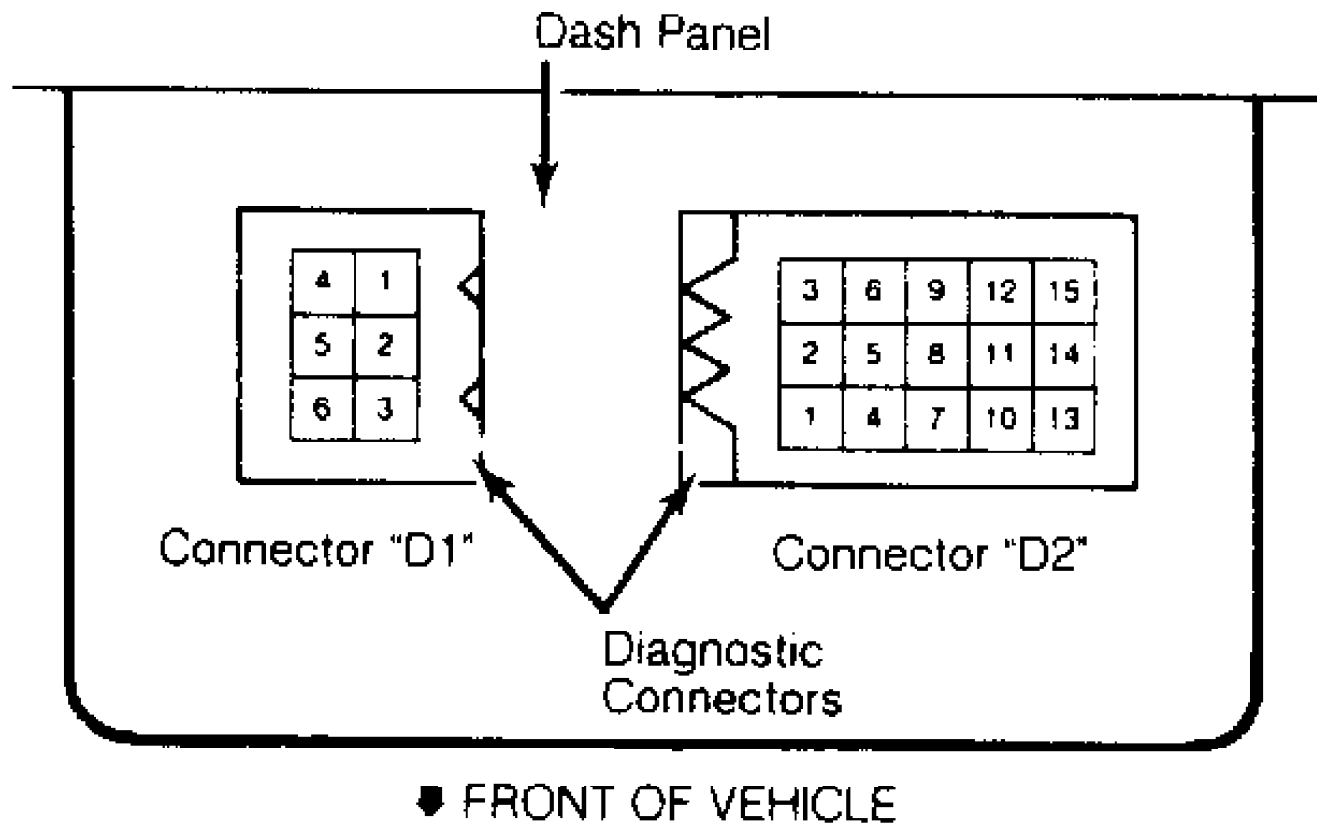 Dash Panel
4 1
5 2
6 3
3 6 9 12 15
2 5 8 11 14
1 4 7 10 13
Connector "D1"
Connector "D2"
Diagnostic
Connectors
FRONT OF VEHICLE